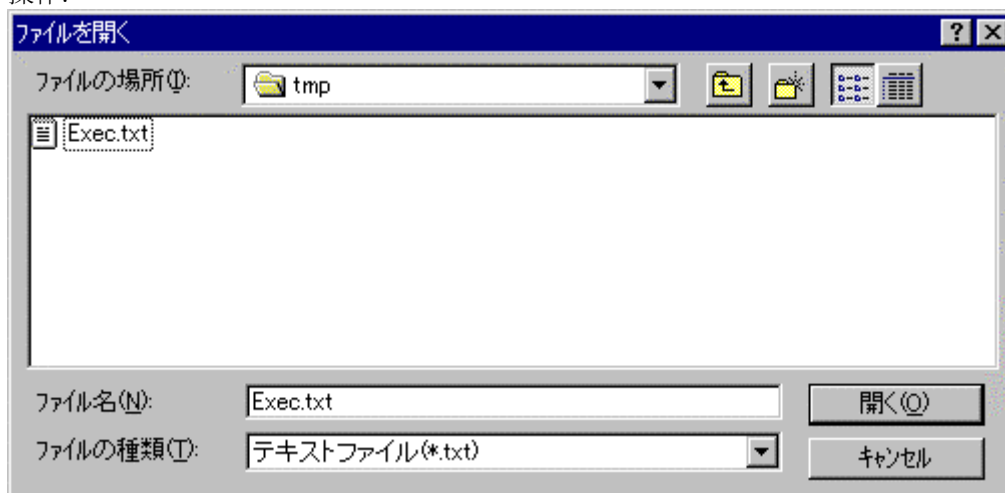 ファイルを開く
ファイルの場所(I):
tmp
Exec.txt
ファイル名(N):
Exec.txt
開く(O)
ファイルの種類(T):
テキストファイル(*.txt)
キャンセル